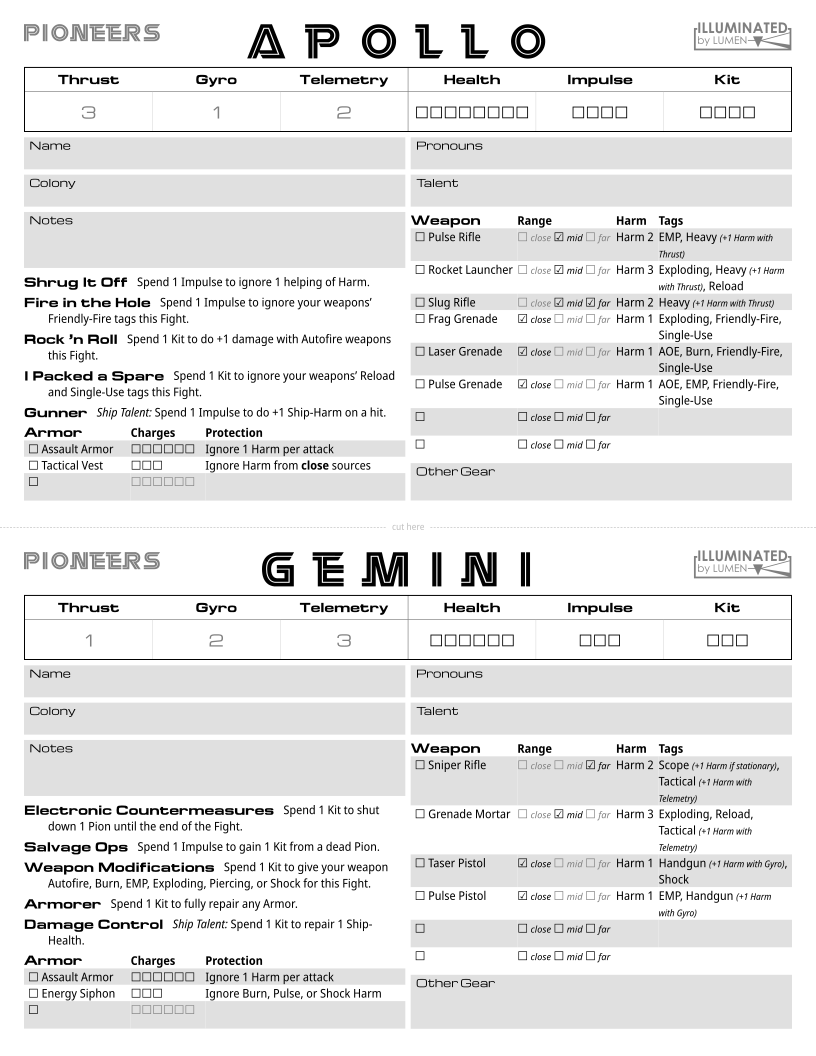 PIONEERS
APOLLO
ILLUMINATED
by LUMEN
Thrust Gyro Telemetry Health Impulse Kit
3 1 2 ☐☐☐☐☐☐☐☐ ☐☐☐☐ ☐☐☐☐
Name
Pronouns
Colony
Talent
Notes
Shrug It Off Spend 1 Impulse to ignore 1 helping of Harm.
Fire in the Hole Spend 1 Impulse to ignore your weapons’
Friendly-Fire tags this Fight.
Rock ’n Roll Spend 1 Kit to do +1 damage with Autofire weapons
this Fight.
I Packed a Spare Spend 1 Kit to ignore your weapons’ Reload
and Single-Use tags this Fight.
Gunner Ship Talent: Spend 1 Impulse to do +1 Ship-Harm on a hit.
Armor Charges Protection
☐ Assault Armor ☐☐☐☐☐☐ Ignore 1 Harm per attack
☐ Tactical Vest ☐☐☐ Ignore Harm from close sources
☐ ☐☐☐☐☐☐
Weapon Range Harm Tags
☐ Pulse Rifle ☐ close ☑ mid ☐ far Harm 2 EMP, Heavy (+1 Harm with
Thrust)
☐ Rocket Launcher ☐ close ☑ mid ☐ far Harm 3 Exploding, Heavy (+1 Harm
with Thrust), Reload
☐ Slug Rifle ☐ close ☑ mid ☑ far Harm 2 Heavy (+1 Harm with Thrust)
☐ Frag Grenade ☑ close ☐ mid ☐ far Harm 1 Exploding, Friendly-Fire,
Single-Use
☐ Laser Grenade ☑ close ☐ mid ☐ far Harm 1 AOE, Burn, Friendly-Fire,
Single-Use
☐ Pulse Grenade ☑ close ☐ mid ☐ far Harm 1 AOE, EMP, Friendly-Fire,
Single-Use
☐ ☐ close ☐ mid ☐ far
☐ ☐ close ☐ mid ☐ far
Other Gear
cut here
PIONEERS
GEMINI
ILLUMINATED
by LUMEN
Thrust Gyro Telemetry Health Impulse Kit
1 2 3 ☐☐☐☐☐☐ ☐☐☐ ☐☐☐
Name
Pronouns
Colony
Talent
Notes
Electronic Countermeasures Spend 1 Kit to shut
down 1 Pion until the end of the Fight.
Salvage Ops Spend 1 Impulse to gain 1 Kit from a dead Pion.
Weapon Modifications Spend 1 Kit to give your weapon
Autofire, Burn, EMP, Exploding, Piercing, or Shock for this Fight.
Armorer Spend 1 Kit to fully repair any Armor.
Damage Control Ship Talent: Spend 1 Kit to repair 1 Ship-
Health.
Armor Charges Protection
☐ Assault Armor ☐☐☐☐☐☐ Ignore 1 Harm per attack
☐ Energy Siphon ☐☐☐ Ignore Burn, Pulse, or Shock Harm
☐ ☐☐☐☐☐☐
Weapon Range Harm Tags
☐ Sniper Rifle ☐ close ☐ mid ☑ far Harm 2 Scope (+1 Harm if stationary),
Tactical (+1 Harm with
Telemetry)
☐ Grenade Mortar ☐ close ☑ mid ☐ far Harm 3 Exploding, Reload,
Tactical (+1 Harm with
Telemetry)
☐ Taser Pistol ☑ close ☐ mid ☐ far Harm 1 Handgun (+1 Harm with Gyro),
Shock
☐ Pulse Pistol ☑ close ☐ mid ☐ far Harm 1 EMP, Handgun (+1 Harm
with Gyro)
☐ ☐ close ☐ mid ☐ far
☐ ☐ close ☐ mid ☐ far
Other Gear